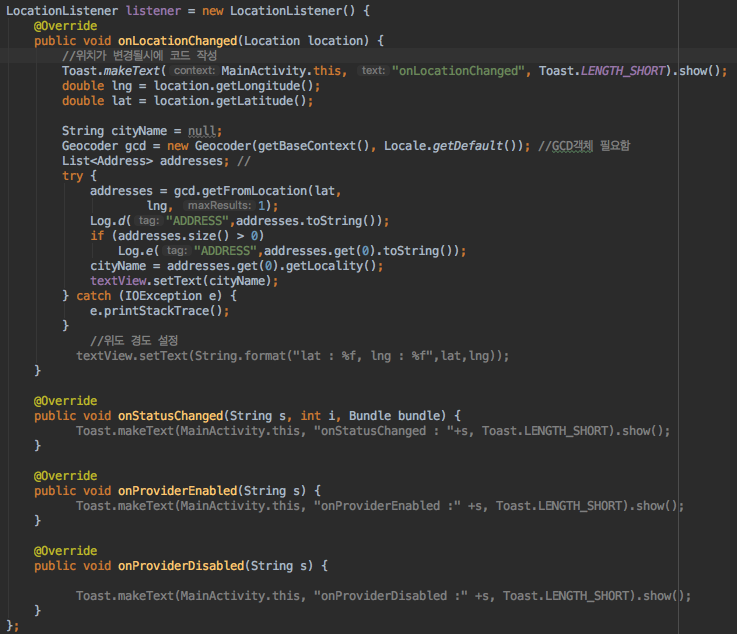 LocationListener listener = new LocationListener() {
@Override
public void onLocationChanged(Location location) {
//위치가 변경될시에 코드 작성
Toast.makeText( context: MainActivity.this, text: "onLocationChanged", Toast.LENGTH_SHORT).show();
double lng = location.getLongitude();
double lat = location.getLatitude();
String cityName = null;
Geocoder gcd = new Geocoder(getBaseContext(), Locale.getDefault()); //GCD객체 필요함
List<Address> addresses; //
try {
addresses = gcd.getFromLocation(lat,
lng, maxResults: 1);
Log.d( tag: "ADDRESS",addresses.toString());
if (addresses.size() > 0)
Log.e( tag: "ADDRESS",addresses.get(0).toString());
cityName = addresses.get(0).getLocality();
textView.setText(cityName);
} catch (IOException e) {
e.printStackTrace();
}
//위도 경도 설정
textView.setText(String.format("lat : %f, lng : %f",lat,lng));
}
@Override
public void onStatusChanged(String s, int i, Bundle bundle) {
Toast.makeText(MainActivity.this, "onStatusChanged : "+s, Toast.LENGTH_SHORT).show();
}
@Override
public void onProviderEnabled(String s) {
Toast.makeText(MainActivity.this, "onProviderEnabled :" +s, Toast.LENGTH_SHORT).show();
}
@Override
public void onProviderDisabled(String s) {
Toast.makeText(MainActivity.this, "onProviderDisabled :" +s, Toast.LENGTH_SHORT).show();
}
};